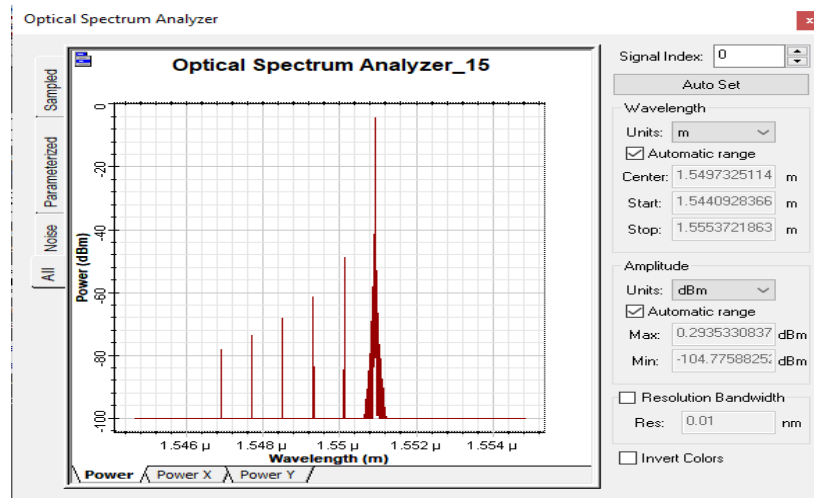 Optical Spectrum Analyzer
Optical Spectrum Analyzer_15
Sampled
Parameterized
Noise
All
Power (dBm)
0
-20
-40
-60
-80
-100
1.546 µ
1.548 µ
1.55 µ
1.552 µ
1.554 µ
Wavelength (m)
Power
Power X
Power Y
Signal Index: 0
Auto Set
Wavelength
Units: m
Automatic range
Center: 1.5497325114 m
Start: 1.5440928366 m
Stop: 1.5553721863 m
Amplitude
Units: dBm
Automatic range
Max: 0.2935330837 dBm
Min: -104.77588252 dBm
Resolution Bandwidth
Res: 0.01 nm
Invert Colors